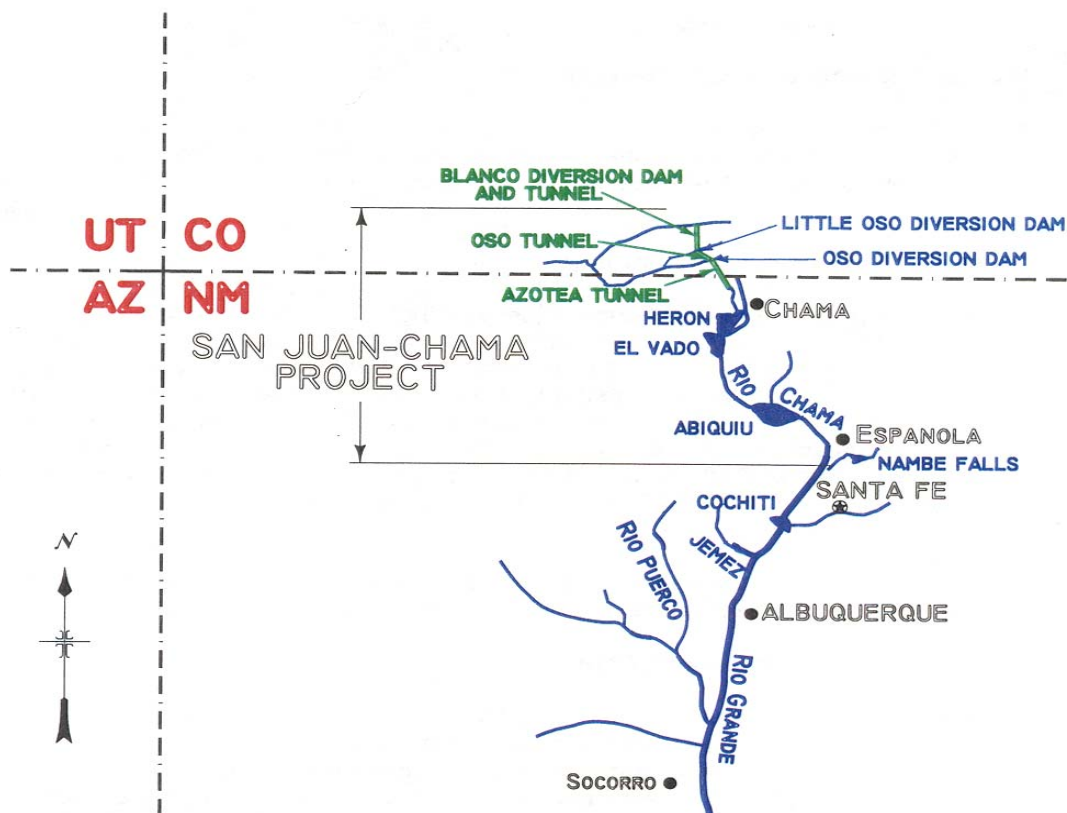 BLANCO DIVERSION DAM
AND TUNNEL
LITTLE OSO DIVERSION DAM
UT CO
OSO TUNNEL
OSO DIVERSION DAM
AZ NM
AZOTEA TUNNEL
CHAMA
HERON
SAN JUAN-CHAMA
PROJECT
EL VADO
RIO CHAMA
ABIQUIU
ESPANOLA
NAMBE FALLS
SANTA FE
COCHITI
N
RIO PUERCO
JEMEZ
ALBUQUERQUE
RIO GRANDE
SOCORRO